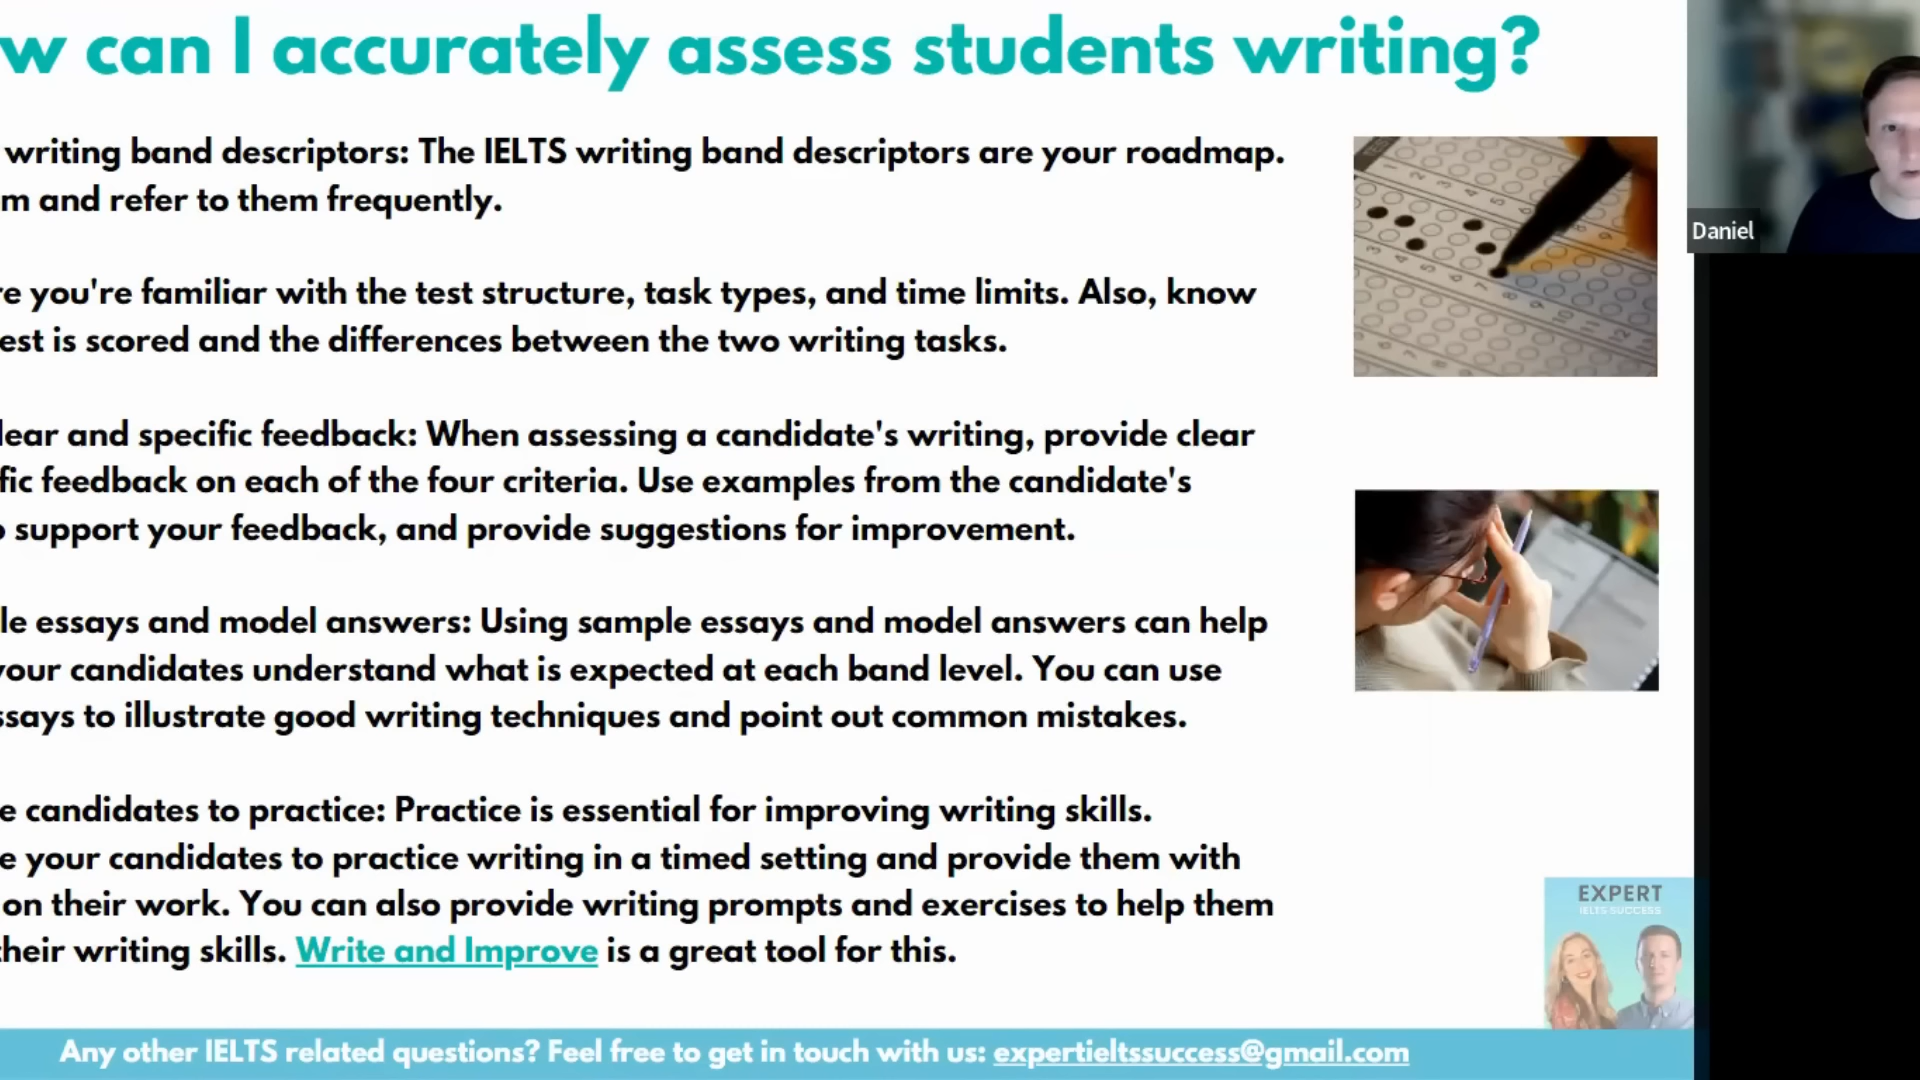 w can I accurately assess students writing?
writing band descriptors: The IELTS writing band descriptors are your roadmap.
m and refer to them frequently.
e you're familiar with the test structure, task types, and time limits. Also, know
est is scored and the differences between the two writing tasks.
lear and specific feedback: When assessing a candidate's writing, provide clear
fic feedback on each of the four criteria. Use examples from the candidate's
o support your feedback, and provide suggestions for improvement.
le essays and model answers: Using sample essays and model answers can help
your candidates understand what is expected at each band level. You can use
ssays to illustrate good writing techniques and point out common mistakes.
e candidates to practice: Practice is essential for improving writing skills.
e your candidates to practice writing in a timed setting and provide them with
on their work. You can also provide writing prompts and exercises to help them
heir writing skills. Write and Improve is a great tool for this.
Daniel
EXPERT
IELTS SUCCESS
Any other IELTS related questions? Feel free to get in touch with us: expertieltssuccess@gmail.com